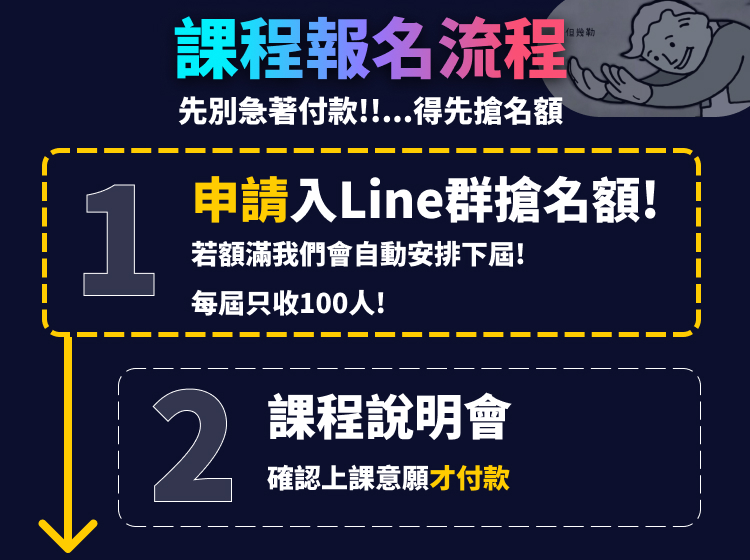 課程報名流程
但幾勒
先別急著付款!!...得先搶名額
1
申請入Line群搶名額!
若額滿我們會自動安排下屆!
每屆只收100人!
2
課程說明會
確認上課意願才付款